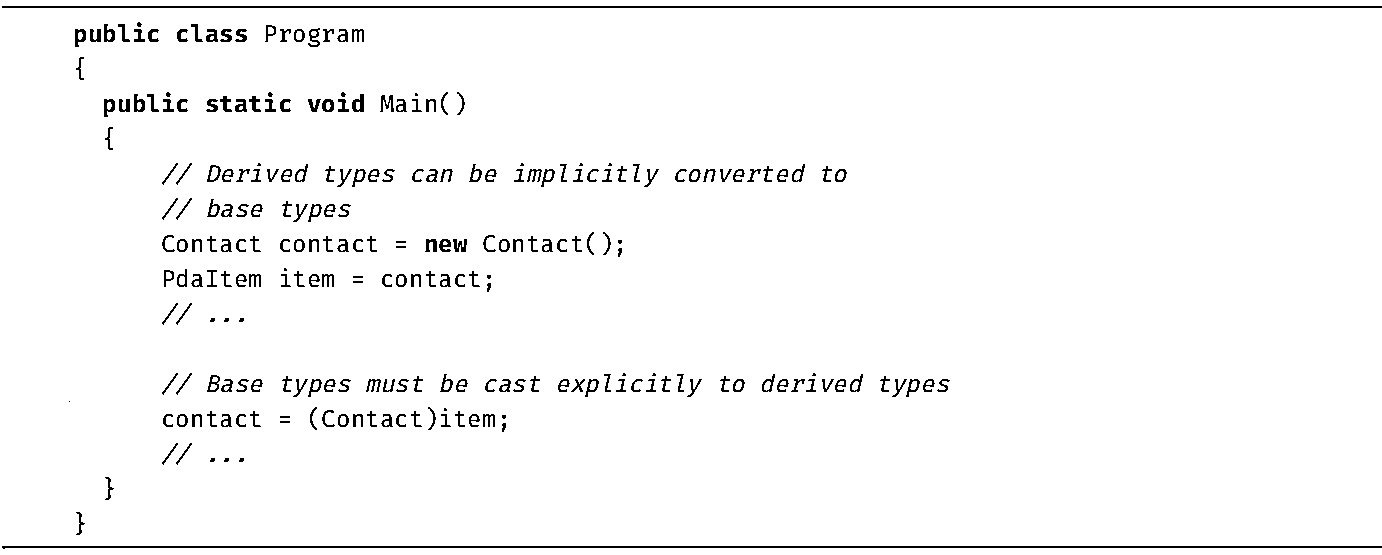 public class Program
{
  public static void Main()
  {
      // Derived types can be implicitly converted to
      // base types
      Contact contact = new Contact();
      PdaItem item = contact;
      // ...

      // Base types must be cast explicitly to derived types
      contact = (Contact)item;
      // ...
  }
}